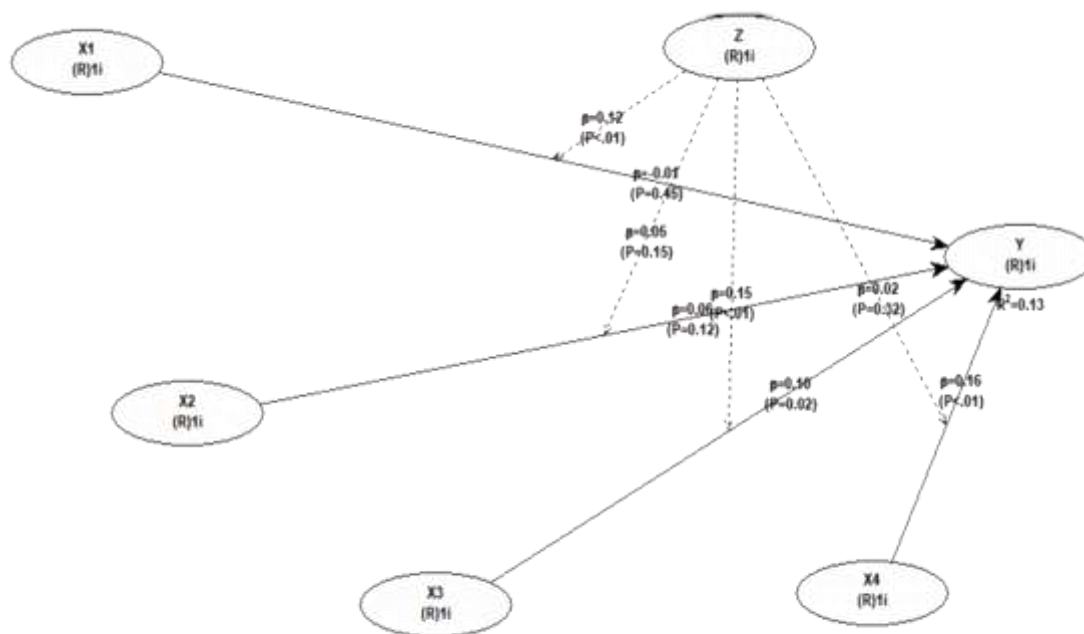 X1
(R)1i
Z
(R)1i
β=0.12
(P<.01)
β=-0.01
(P=0.45)
β=0.05
(P=0.15)
Y
(R)1i
R²=0.13
β=0.15
(P<.01)
β=0.02
(P=0.32)
(P=0.12)
β=0.10
(P=0.02)
β=0.16
(P<.01)
X2
(R)1i
X3
(R)1i
X4
(R)1i